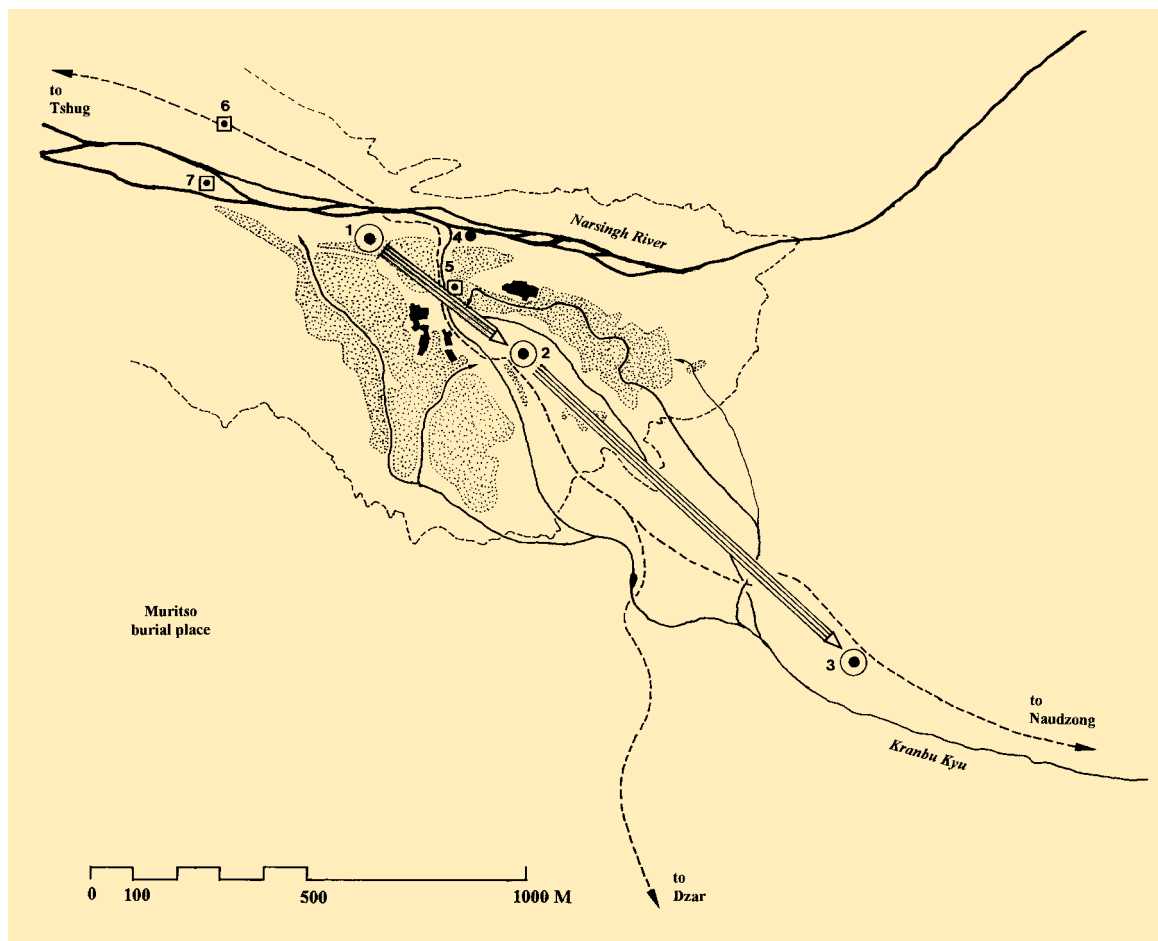 to
Tshug
6
7
1
4
Narsingh River
5
2
Muritso
burial place
3
to
Naudzong
Kranbu Kyu
0 100 500 1000 M
to
Dzar